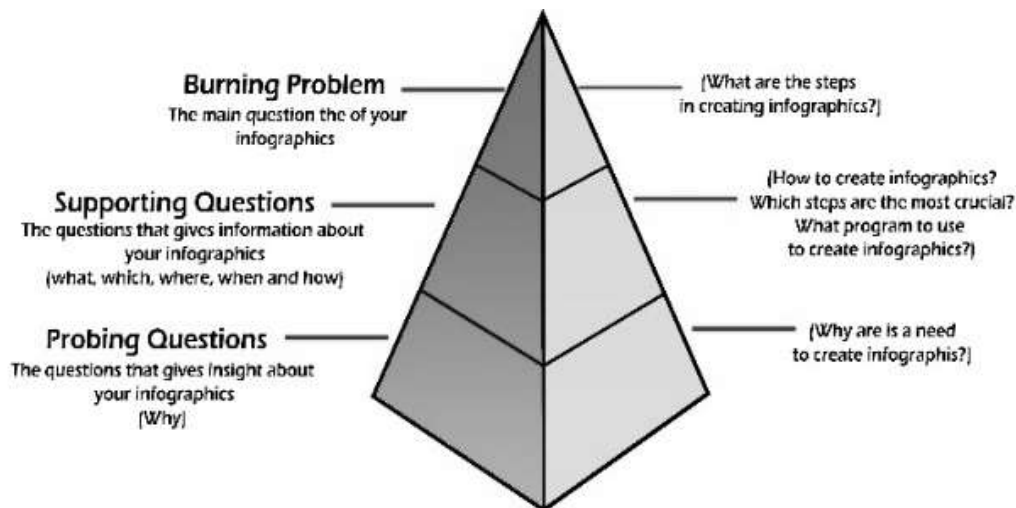 Burning Problem
The main question the of your
infographics
(What are the steps
in creating infographics?)
Supporting Questions
The questions that gives information about
your infographics
(what, which, where, when and how)
(How to create infographics?
Which steps are the most crucial?
What program to use
to create infographics?)
Probing Questions
The questions that gives insight about
your infographics
(Why)
(Why are is a need
to create infographis?)